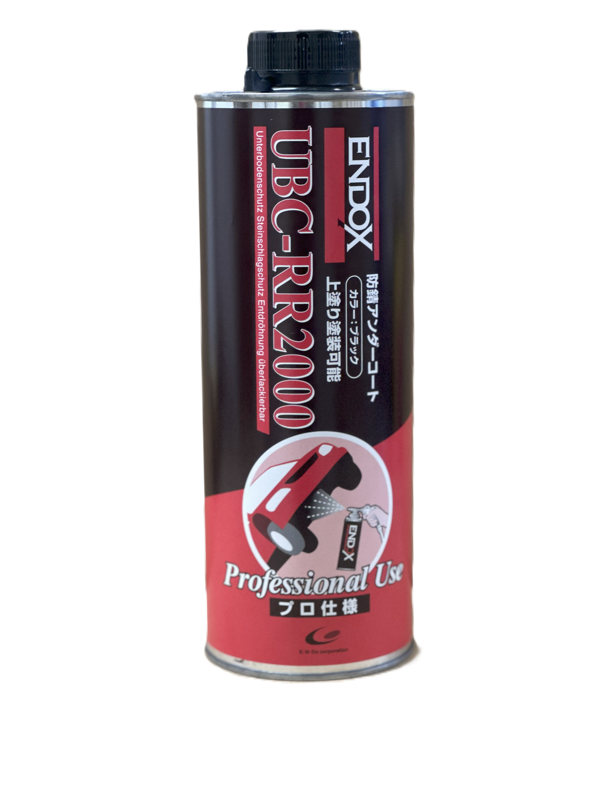 ENDOX
防錆アンダーコート
カラー:ブラック
上塗り塗装可能
UBC-RR2000
Unterbodenschutz Steinschlagschutz Entdröhnung überlackierbar
ENDOX
Professional Use
プロ仕様